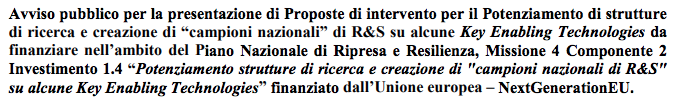 Avviso pubblico per la presentazione di Proposte di intervento per il Potenziamento di strutture
di ricerca e creazione di “campioni nazionali” di R&S su alcune Key Enabling Technologies da
finanziare nell’ambito del Piano Nazionale di Ripresa e Resilienza, Missione 4 Componente 2
Investimento 1.4 “Potenziamento strutture di ricerca e creazione di "campioni nazionali di R&S"
su alcune Key Enabling Technologies” finanziato dall’Unione europea – NextGenerationEU.